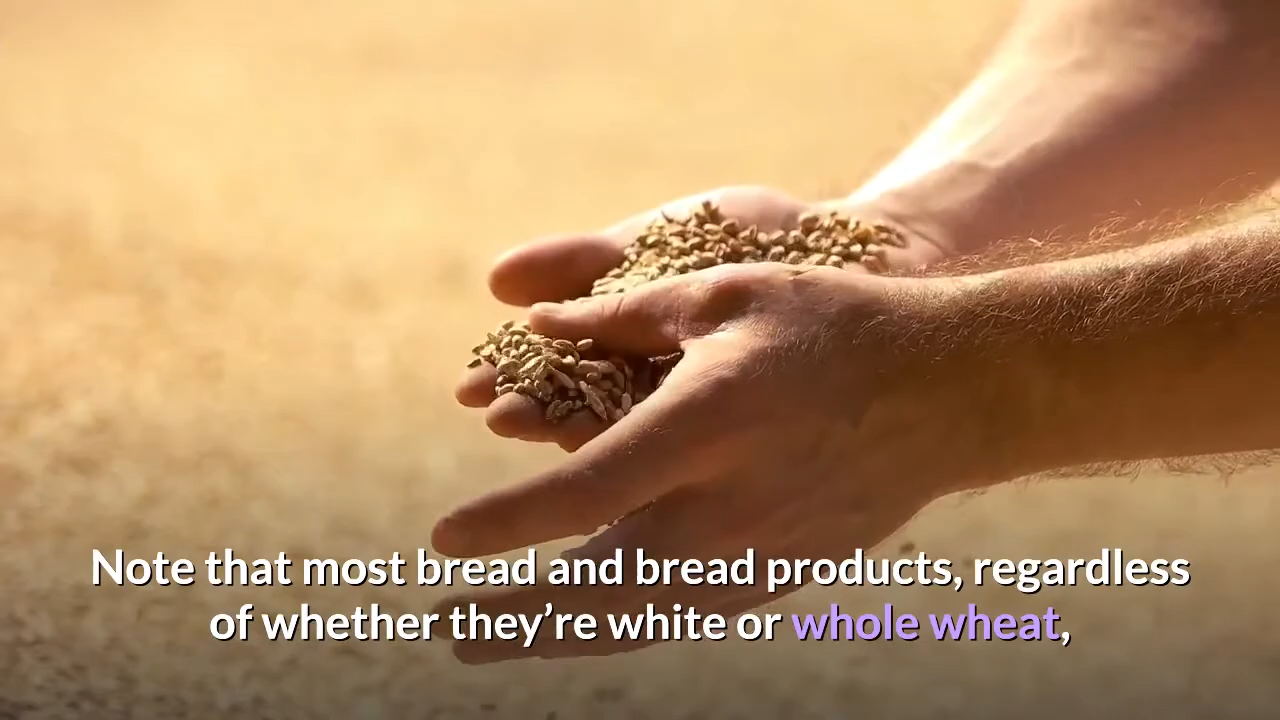 Note that most bread and bread products, regardless
of whether they’re white or whole wheat,